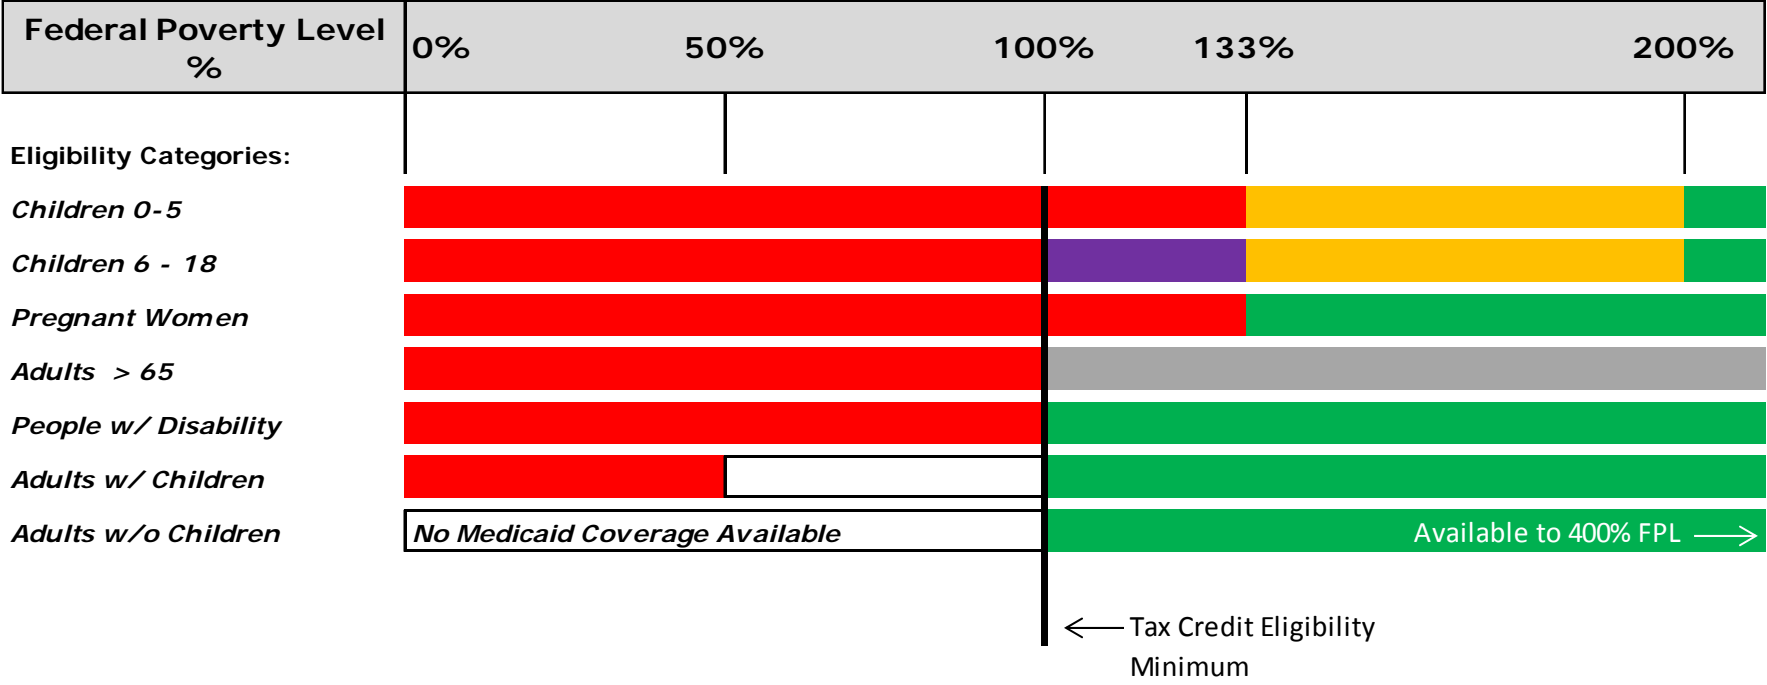 Federal Poverty Level
%
0%
50%
100%
133%
200%
Eligibility Categories:
Children 0-5
Children 6 - 18
Pregnant Women
Adults > 65
People w/ Disability
Adults w/ Children
Adults w/o Children
No Medicaid Coverage Available
Available to 400% FPL
Tax Credit Eligibility
Minimum